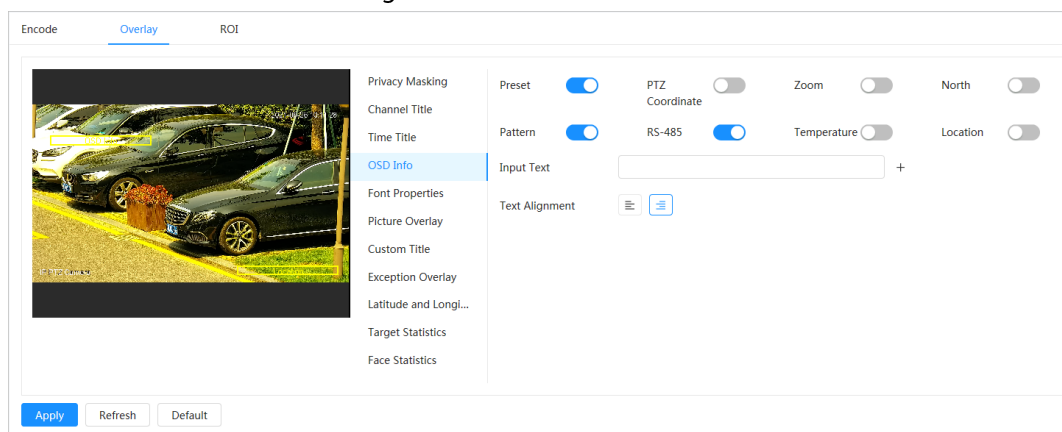 Encode Overlay ROI
Privacy Masking
Channel Title
Time Title
OSD Info
Font Properties
Picture Overlay
Custom Title
Exception Overlay
Latitude and Longi...
Target Statistics
Face Statistics
Preset PTZ Coordinate Zoom North
Pattern RS-485 Temperature Location
Input Text +
Text Alignment
Apply Refresh Default